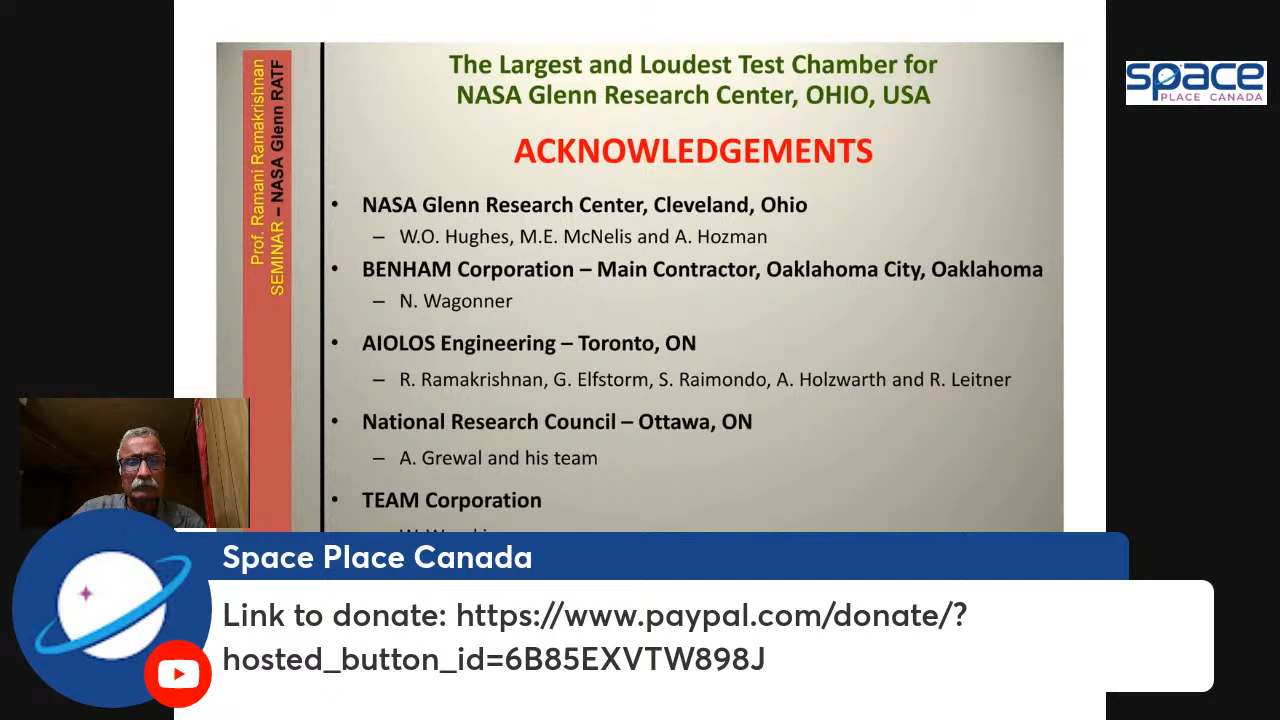 The Largest and Loudest Test Chamber for
NASA Glenn Research Center, OHIO, USA
Prof. Ramani Ramakrishnan
SEMINAR – NASA Glenn RATF
space
PLACE CANADA
ACKNOWLEDGEMENTS
• NASA Glenn Research Center, Cleveland, Ohio
– W.O. Hughes, M.E. McNelis and A. Hozman
• BENHAM Corporation – Main Contractor, Oaklahoma City, Oaklahoma
– N. Wagonner
• AIOLOS Engineering – Toronto, ON
– R. Ramakrishnan, G. Elfstorm, S. Raimondo, A. Holzwarth and R. Leitner
• National Research Council – Ottawa, ON
– A. Grewal and his team
• TEAM Corporation
Space Place Canada
Link to donate: https://www.paypal.com/donate/?
hosted_button_id=6B85EXVTW898J